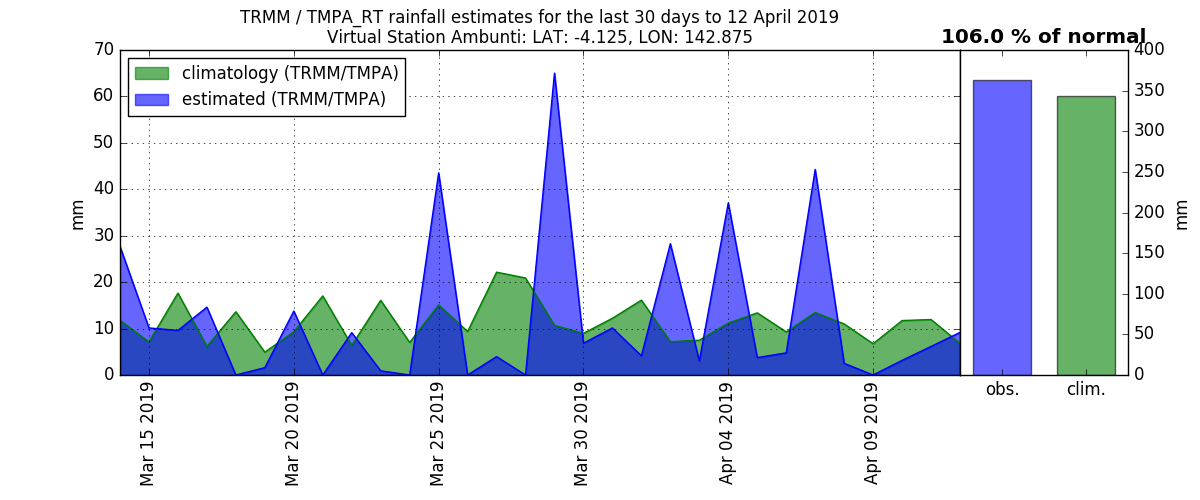 TRMM / TMPA_RT rainfall estimates for the last 30 days to 12 April 2019
Virtual Station Ambunti: LAT: -4.125, LON: 142.875
106.0 % of normal
climatology (TRMM/TMPA)
estimated (TRMM/TMPA)
mm
70
60
50
40
30
20
10
0
Mar 15 2019
Mar 20 2019
Mar 25 2019
Mar 30 2019
Apr 04 2019
Apr 09 2019
obs.
clim.
400
350
300
250
200
150
100
50
0
mm